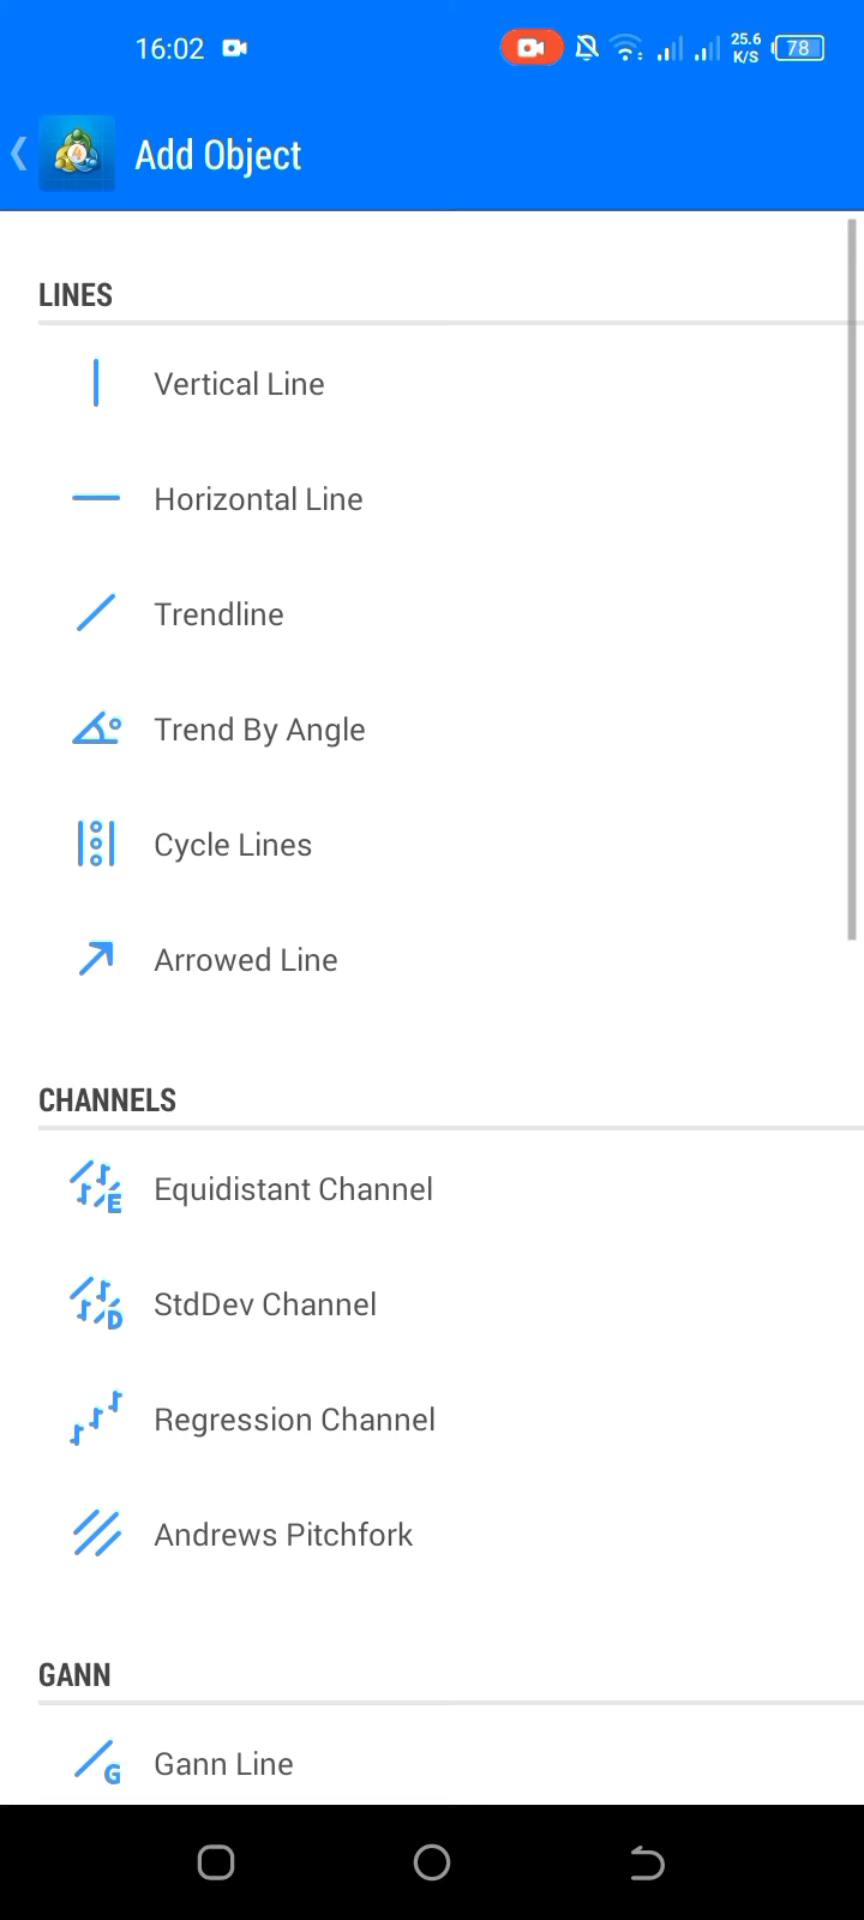 16:02
25.6
K/S
78
4
Add Object
LINES
Vertical Line
Horizontal Line
Trendline
Trend By Angle
Cycle Lines
Arrowed Line
CHANNELS
E
Equidistant Channel
D
StdDev Channel
Regression Channel
Andrews Pitchfork
GANN
G
Gann Line